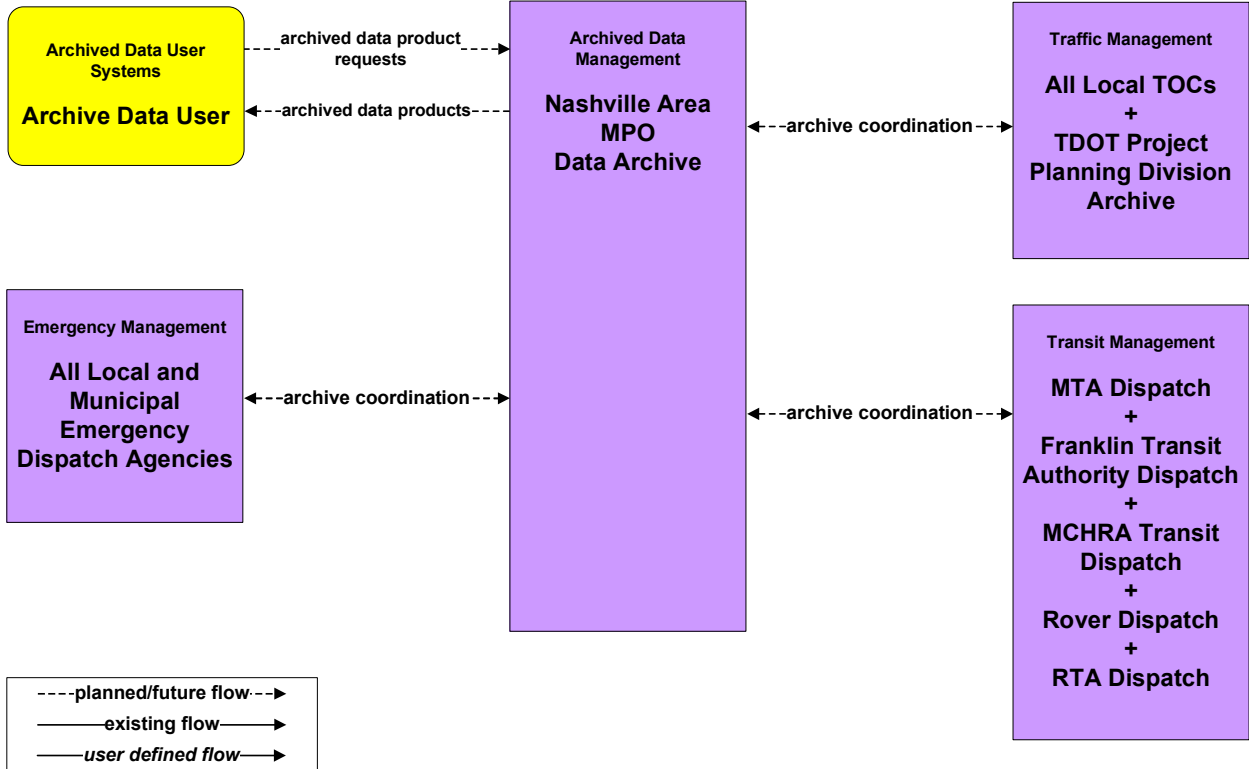 Archived Data User
Systems
Archive Data User
archived data product
requests
archived data products
Archived Data
Management
Nashville Area
MPO
Data Archive
archive coordination
Traffic Management
All Local TOCs
+
TDOT Project
Planning Division
Archive
Emergency Management
All Local and
Municipal
Emergency
Dispatch Agencies
archive coordination
archive coordination
Transit Management
MTA Dispatch
+
Franklin Transit
Authority Dispatch
+
MCHRA Transit
Dispatch
+
Rover Dispatch
+
RTA Dispatch
planned/future flow
existing flow
user defined flow